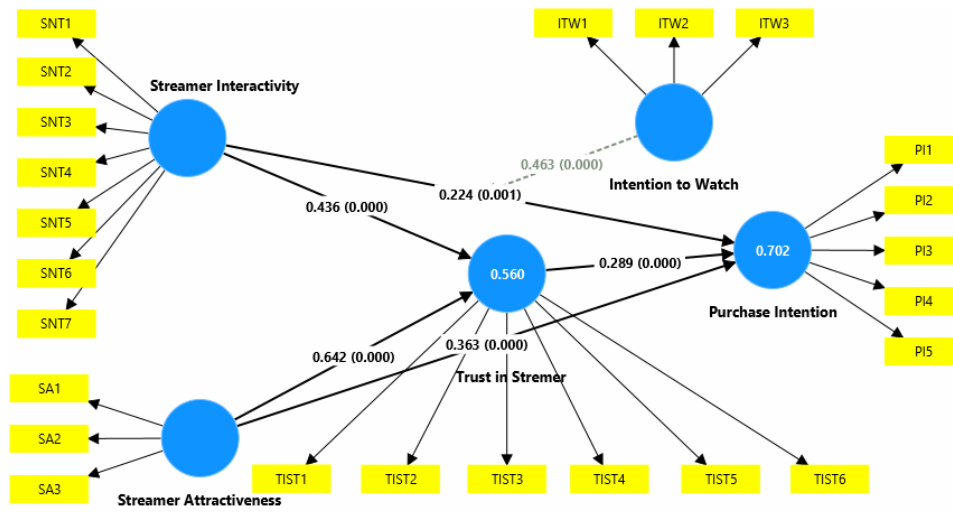 SNT1
SNT2
SNT3
SNT4
SNT5
SNT6
SNT7
Streamer Interactivity
ITW1
ITW2
ITW3
Intention to Watch
0.463 (0.000)
0.224 (0.001)
0.436 (0.000)
0.560
0.289 (0.000)
0.702
Purchase Intention
PI1
PI2
PI3
PI4
PI5
0.642 (0.000)
0.363 (0.000)
Trust in Stremer
SA1
SA2
SA3
Streamer Attractiveness
TIST1
TIST2
TIST3
TIST4
TIST5
TIST6